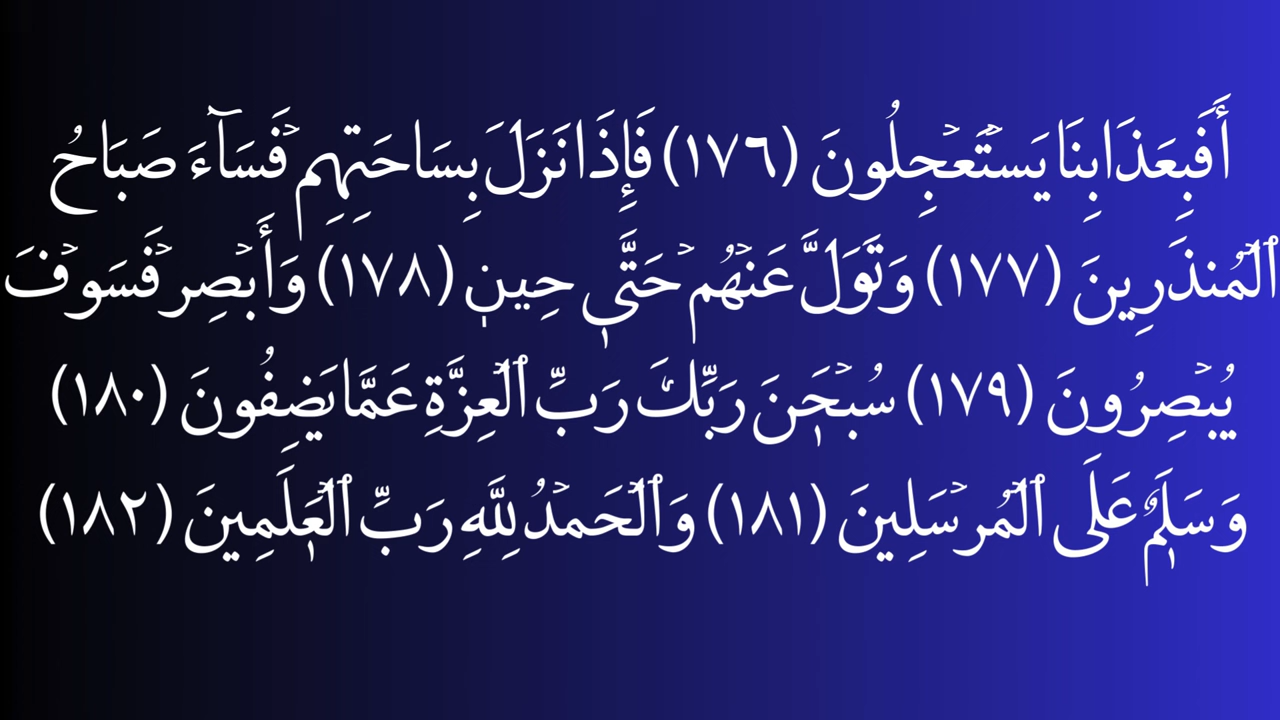 أَفَبِعَذَابِنَا يَسۡتَعۡجِلُونَ (١٧٦) فَإِذَا نَزَلَ بِسَاحَتِهِمۡ فَسَآءَ صَبَاحُ
ٱلۡمُنذَرِينَ (١٧٧) وَتَوَلَّ عَنۡهُمۡ حَتَّىٰ حِينٖ (١٧٨) وَأَبۡصِرۡ فَسَوۡفَ
يُبۡصِرُونَ (١٧٩) سُبۡحَٰنَ رَبِّكَ رَبِّ ٱلۡعِزَّةِ عَمَّا يَصِفُونَ (١٨٠)
وَسَلَٰمٌ عَلَى ٱلۡمُرۡسَلِينَ (١٨١) وَٱلۡحَمۡدُ لِلَّهِ رَبِّ ٱلۡعَٰلَمِينَ (١٨٢)